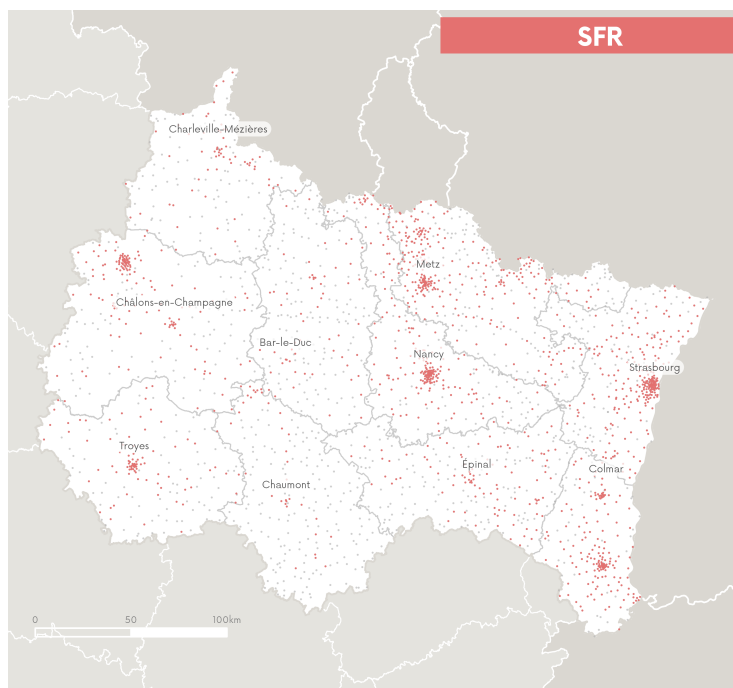 SFR
Charleville-Mézières
Metz
Châlons-en-Champagne
Bar-le-Duc
Nancy
Strasbourg
Troyes
Épinal
Colmar
Chaumont
0 50 100km